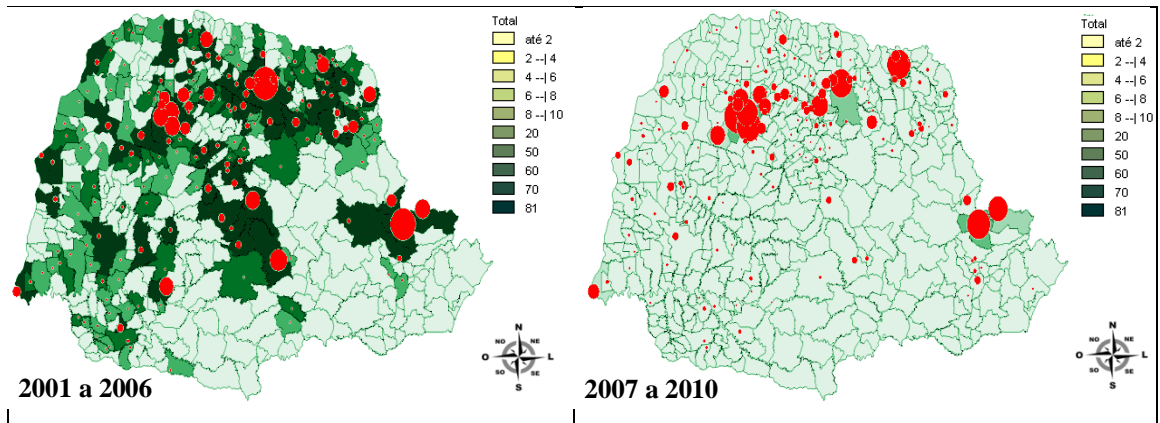 Total
até 2
2 --| 4
4 --| 6
6 --| 8
8 --| 10
20
50
60
70
81
N
NO NE
O L
SO SE
S
2001 a 2006
Total
até 2
2 --| 4
4 --| 6
6 --| 8
8 --| 10
20
50
60
70
81
N
NO NE
O L
SO SE
S
2007 a 2010